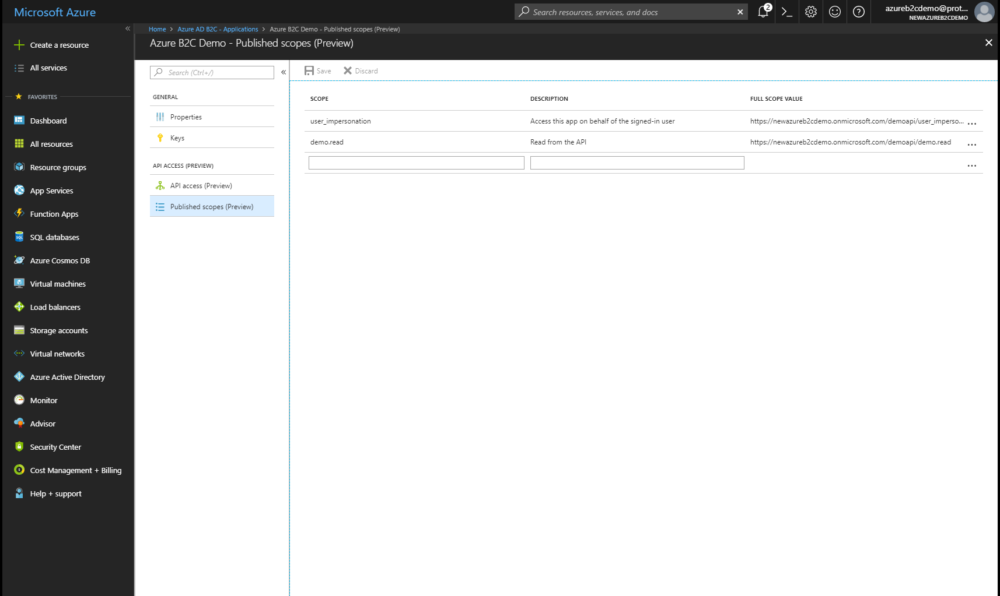 Microsoft Azure
Search resources, services, and docs
2
azureb2cdemo@prot...
NEWAZUREB2CDEMO
Home > Azure AD B2C - Applications > Azure B2C Demo - Published scopes (Preview)
Azure B2C Demo - Published scopes (Preview)
Create a resource
All services
FAVORITES
Dashboard
All resources
Resource groups
App Services
Function Apps
SQL databases
Azure Cosmos DB
Virtual machines
Load balancers
Storage accounts
Virtual networks
Azure Active Directory
Monitor
Advisor
Security Center
Cost Management + Billing
Help + support
Search (Ctrl+/)
GENERAL
Properties
Keys
API ACCESS (PREVIEW)
API access (Preview)
Published scopes (Preview)
Save Discard
SCOPE DESCRIPTION FULL SCOPE VALUE
user_impersonation Access this app on behalf of the signed-in user https://newazureb2cdemo.onmicrosoft.com/demoapi/user_imperso... ...
demo.read Read from the API https://newazureb2cdemo.onmicrosoft.com/demoapi/demo.read ...
...